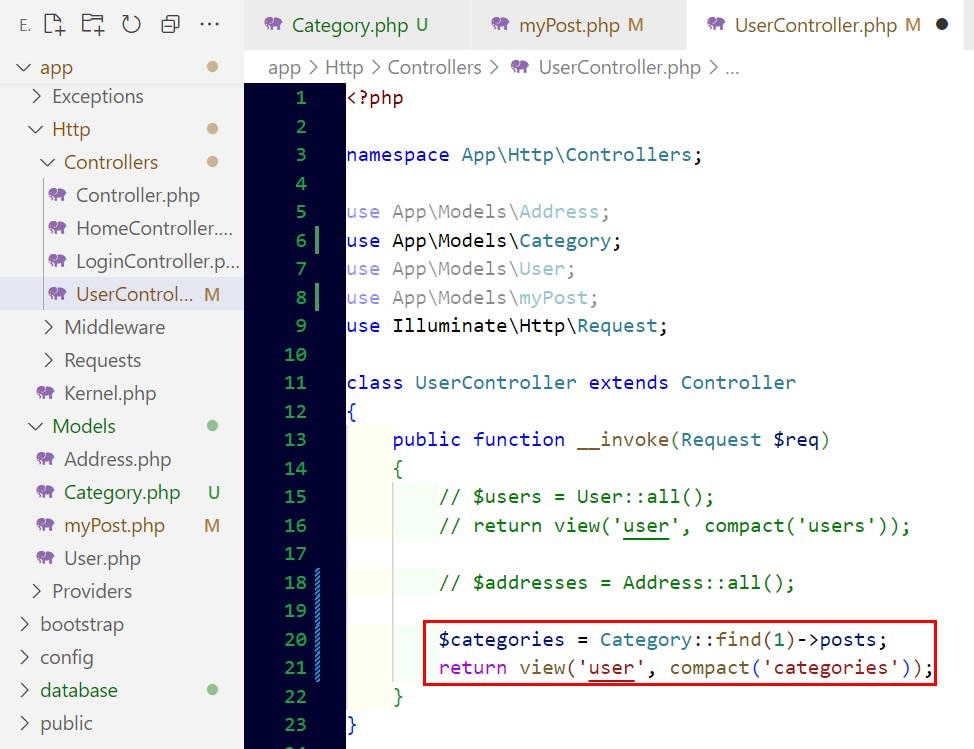 E. ...
Category.php U
myPost.php M
UserController.php M
app > Http > Controllers > UserController.php > ...
app
Exceptions
Http
Controllers
Controller.php
HomeController....
LoginController.p...
UserControl... M
Middleware
Requests
Kernel.php
Models
Address.php
Category.php U
myPost.php M
User.php
Providers
bootstrap
config
database
public
1 <?php
2
3 namespace App\Http\Controllers;
4
5 use App\Models\Address;
6 use App\Models\Category;
7 use App\Models\User;
8 use App\Models\myPost;
9 use Illuminate\Http\Request;
10
11 class UserController extends Controller
12 {
13 public function __invoke(Request $req)
14 {
15 // $users = User::all();
16 // return view('user', compact('users'));
17
18 // $addresses = Address::all();
19
20 $categories = Category::find(1)->posts;
21 return view('user', compact('categories'));
22 }
23 }